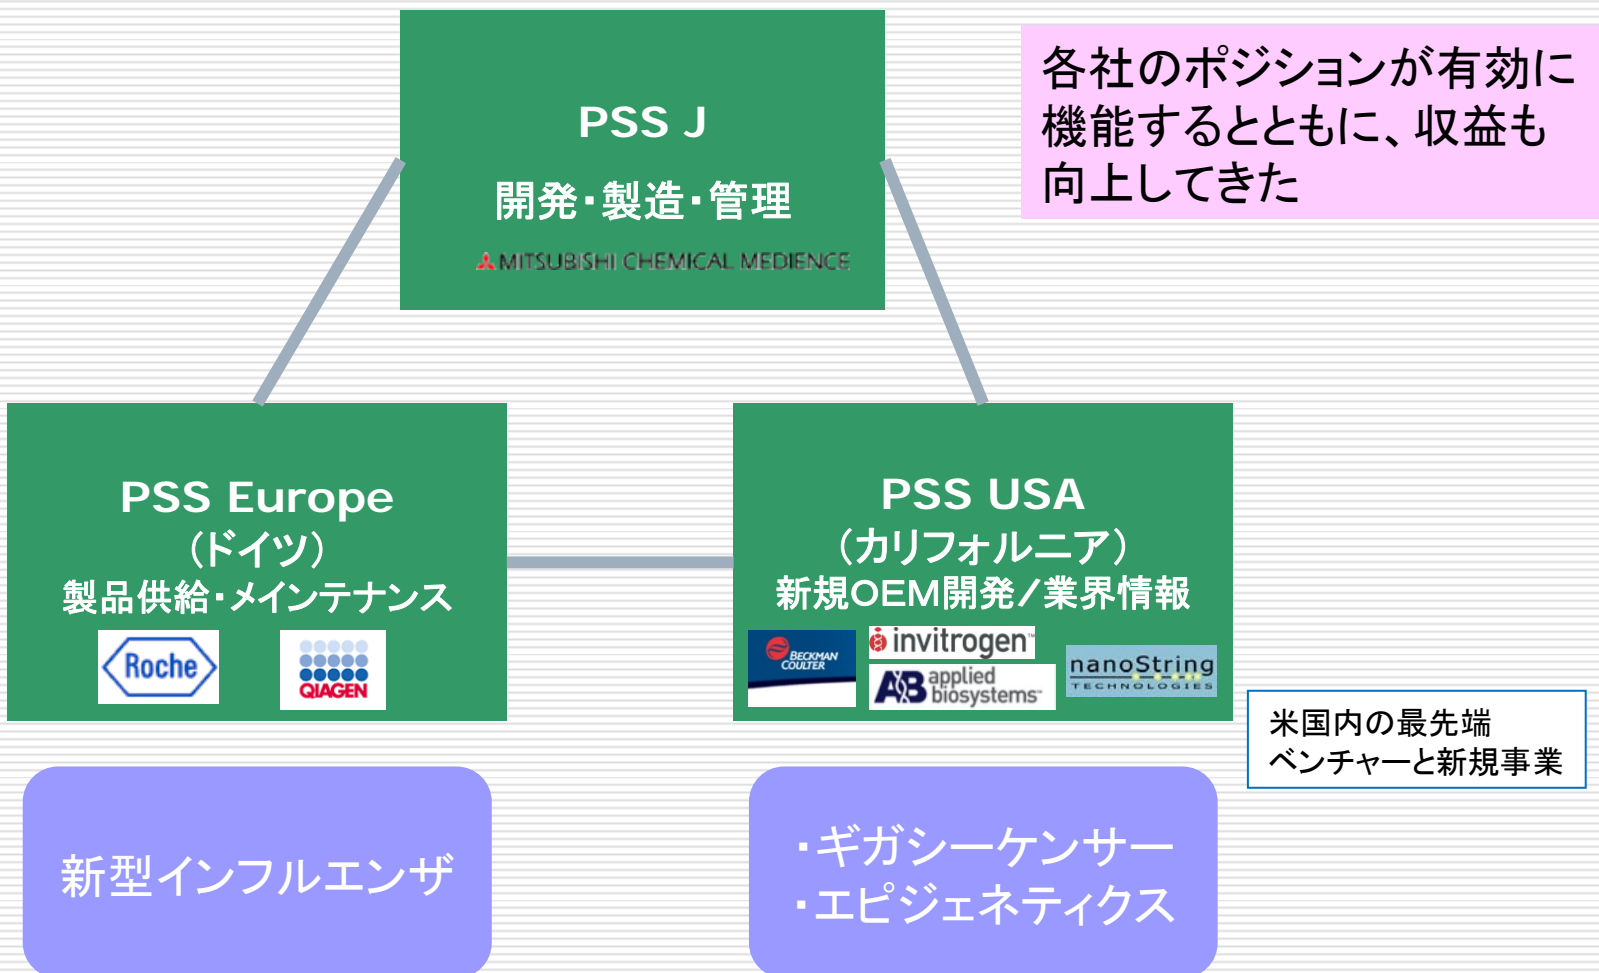 PSS J
開発・製造・管理
MITSUBISHI CHEMICAL MEDIENCE
各社のポジションが有効に
機能するとともに、収益も
向上してきた
PSS Europe
（ドイツ）
製品供給・メインテナンス
Roche
QIAGEN
PSS USA
（カリフォルニア）
新規OEM開発／業界情報
BECKMAN
COULTER
invitrogen™
AB applied
biosystems™
nanoString
TECHNOLOGIES
米国内の最先端
ベンチャーと新規事業
新型インフルエンザ
・ギガシーケンサー
・エピジェネティクス